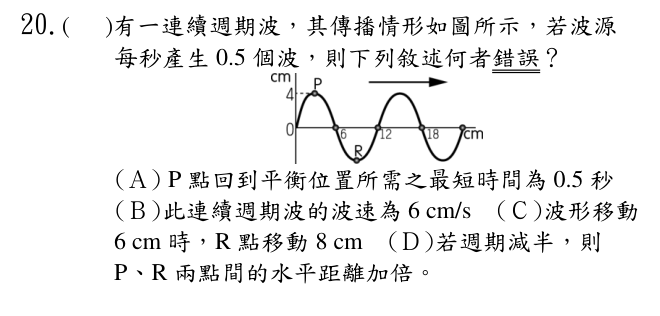 20.(　)有一連續週期波，其傳播情形如圖所示，若波源
每秒產生 0.5 個波，則下列敘述何者錯誤？
cm
4
P
0
6
12
18
cm
R
（A）P 點回到平衡位置所需之最短時間為 0.5 秒
（B）此連續週期波的波速為 6 cm/s （C）波形移動
6 cm 時，R 點移動 8 cm （D）若週期減半，則
P、R 兩點間的水平距離加倍。